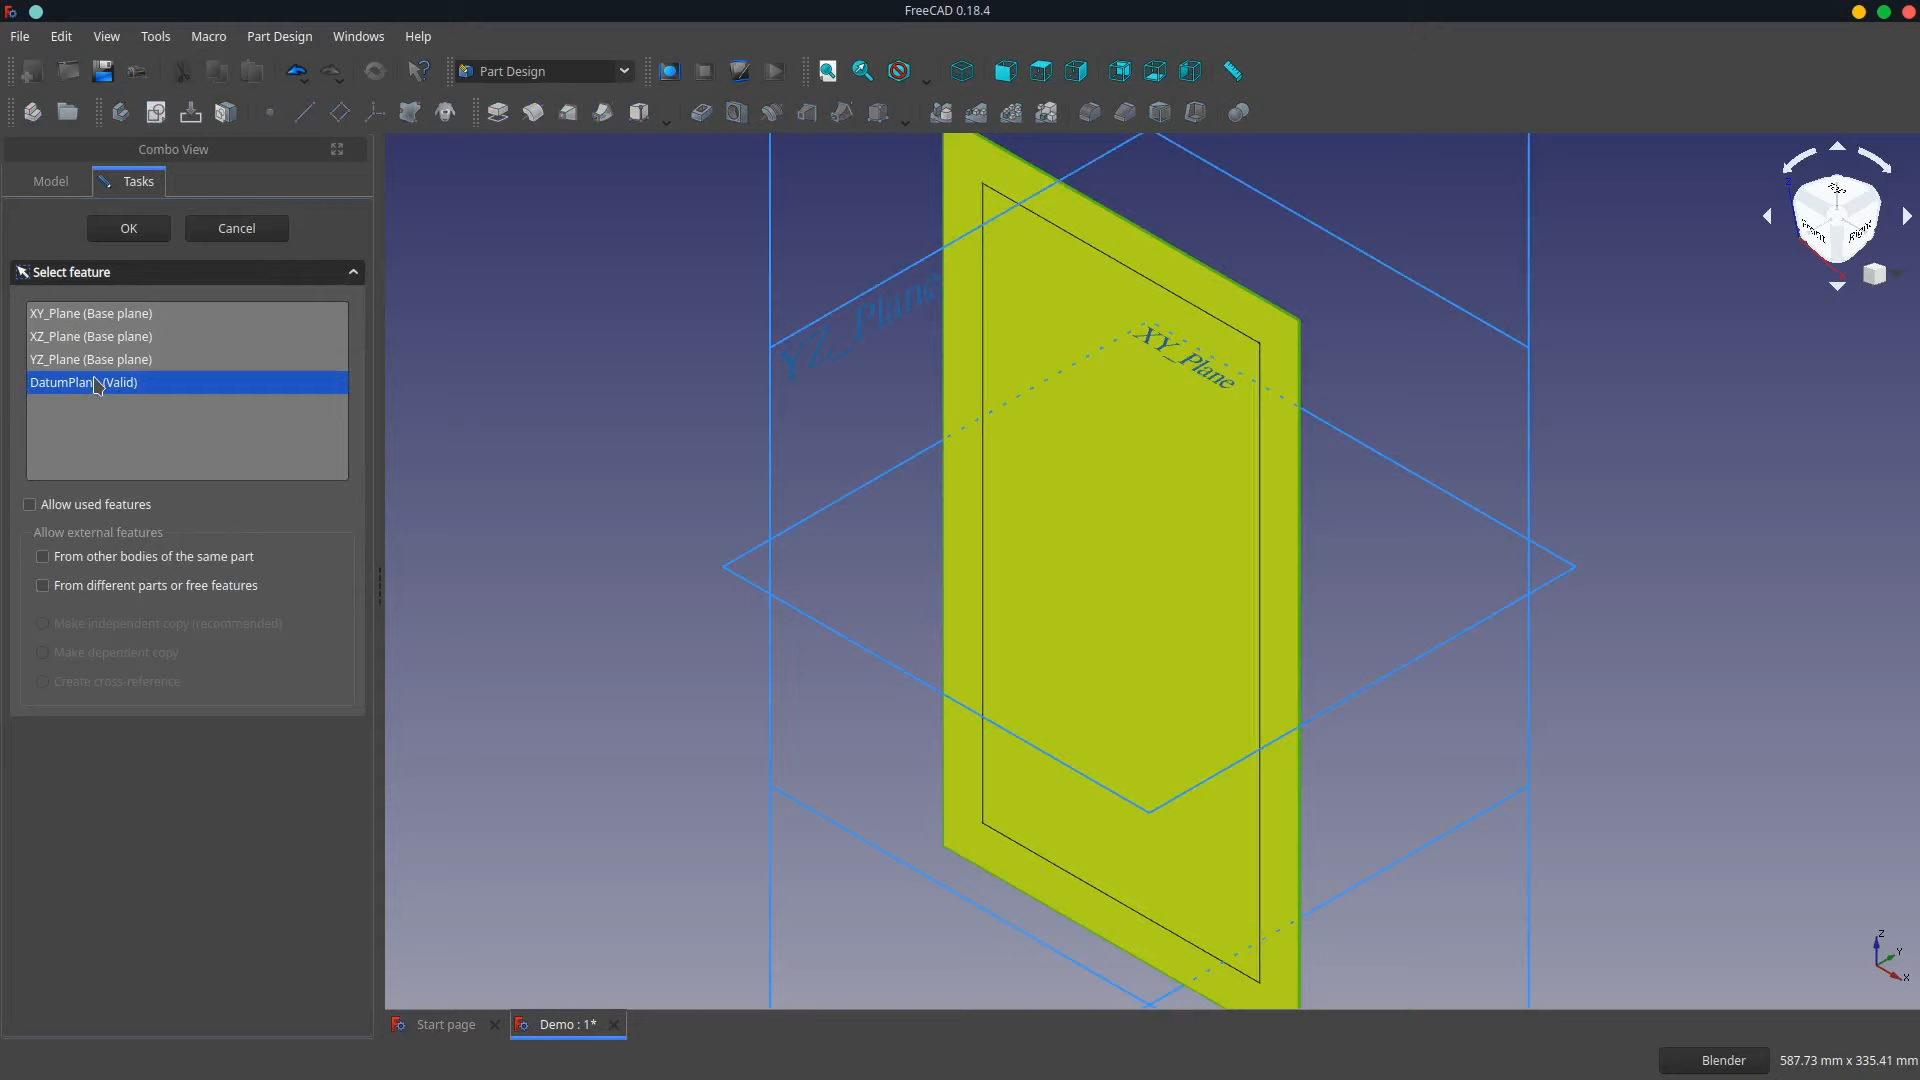 FreeCAD 0.18.4
File Edit View Tools Macro Part Design Windows Help
Part Design
Combo View
Model Tasks
OK Cancel
Select feature
XY_Plane (Base plane)
XZ_Plane (Base plane)
YZ_Plane (Base plane)
DatumPlane (Valid)
Allow used features
Allow external features
From other bodies of the same part
From different parts or free features
Make independent copy (recommended)
Make dependent copy
Create cross-reference
YZ_Plane
XY_Plane
Top
Front
Right
Z
X
Z
Y
X
Start page
Demo : 1*
Blender 587.73 mm x 335.41 mm